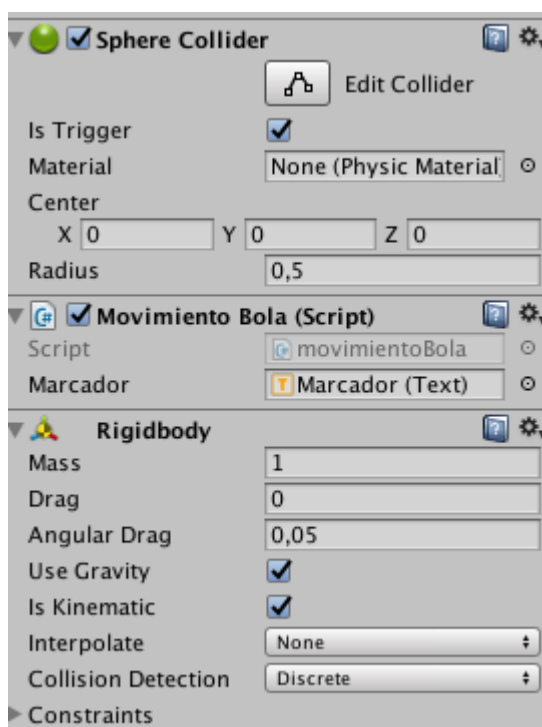 Sphere Collider
Edit Collider
Is Trigger
Material None (Physic Material)
Center
X 0 Y 0 Z 0
Radius 0,5
Movimiento Bola (Script)
Script movimientoBola
Marcador Marcador (Text)
Rigidbody
Mass 1
Drag 0
Angular Drag 0,05
Use Gravity
Is Kinematic
Interpolate None
Collision Detection Discrete
Constraints